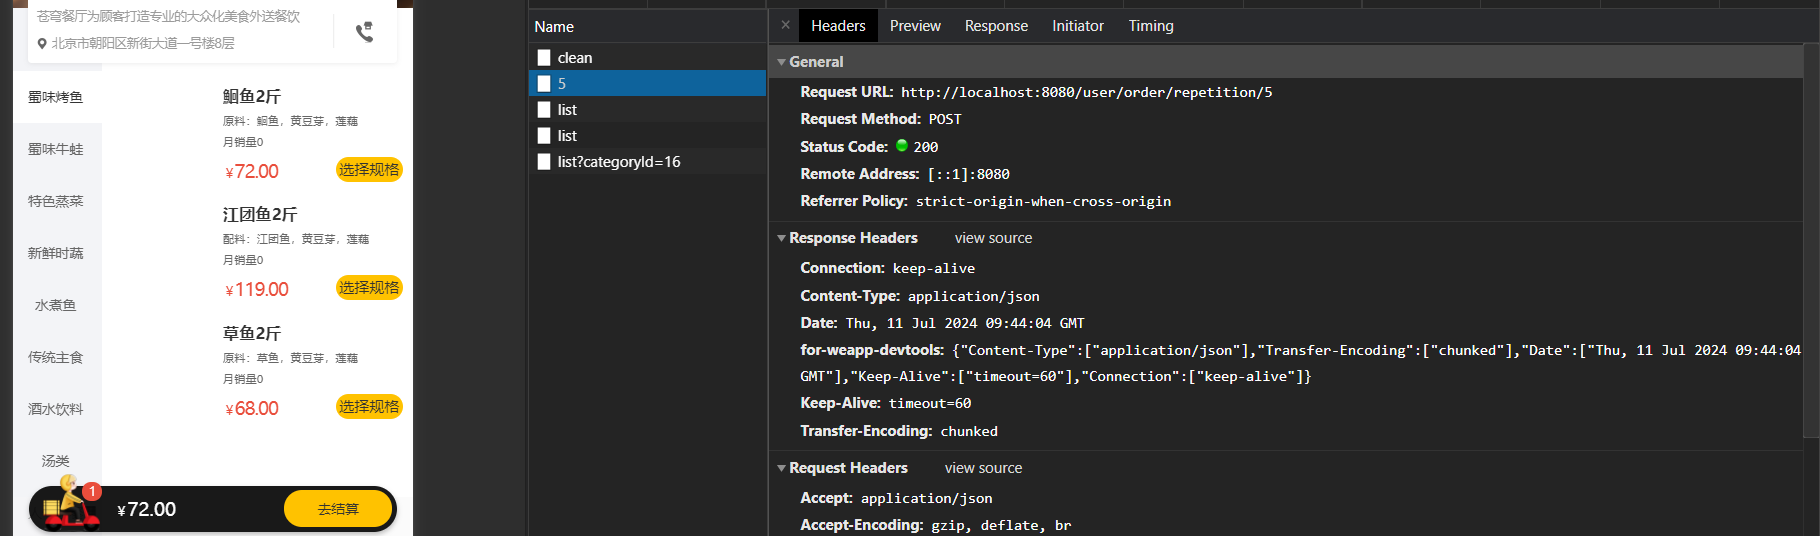 苍穹餐厅为顾客打造专业的大众化美食外送餐饮
北京市朝阳区新街大道一号楼8层
蜀味烤鱼
蜀味牛蛙
特色蒸菜
新鲜时蔬
水煮鱼
传统主食
酒水饮料
汤类
鮰鱼2斤
原料：鮰鱼，黄豆芽，莲藕
月销量0
¥72.00
选择规格
江团鱼2斤
配料：江团鱼，黄豆芽，莲藕
月销量0
¥119.00
选择规格
草鱼2斤
原料：草鱼，黄豆芽，莲藕
月销量0
¥68.00
选择规格
1
¥72.00
去结算
Name
clean
5
list
list
list?categoryId=16
× Headers Preview Response Initiator Timing
General
Request URL: http://localhost:8080/user/order/repetition/5
Request Method: POST
Status Code: 200
Remote Address: [::1]:8080
Referrer Policy: strict-origin-when-cross-origin
Response Headers view source
Connection: keep-alive
Content-Type: application/json
Date: Thu, 11 Jul 2024 09:44:04 GMT
for-weapp-devtools: {"Content-Type":["application/json"],"Transfer-Encoding":["chunked"],"Date":["Thu, 11 Jul 2024 09:44:04
GMT"],"Keep-Alive":["timeout=60"],"Connection":["keep-alive"]}
Keep-Alive: timeout=60
Transfer-Encoding: chunked
Request Headers view source
Accept: application/json
Accept-Encoding: gzip, deflate, br